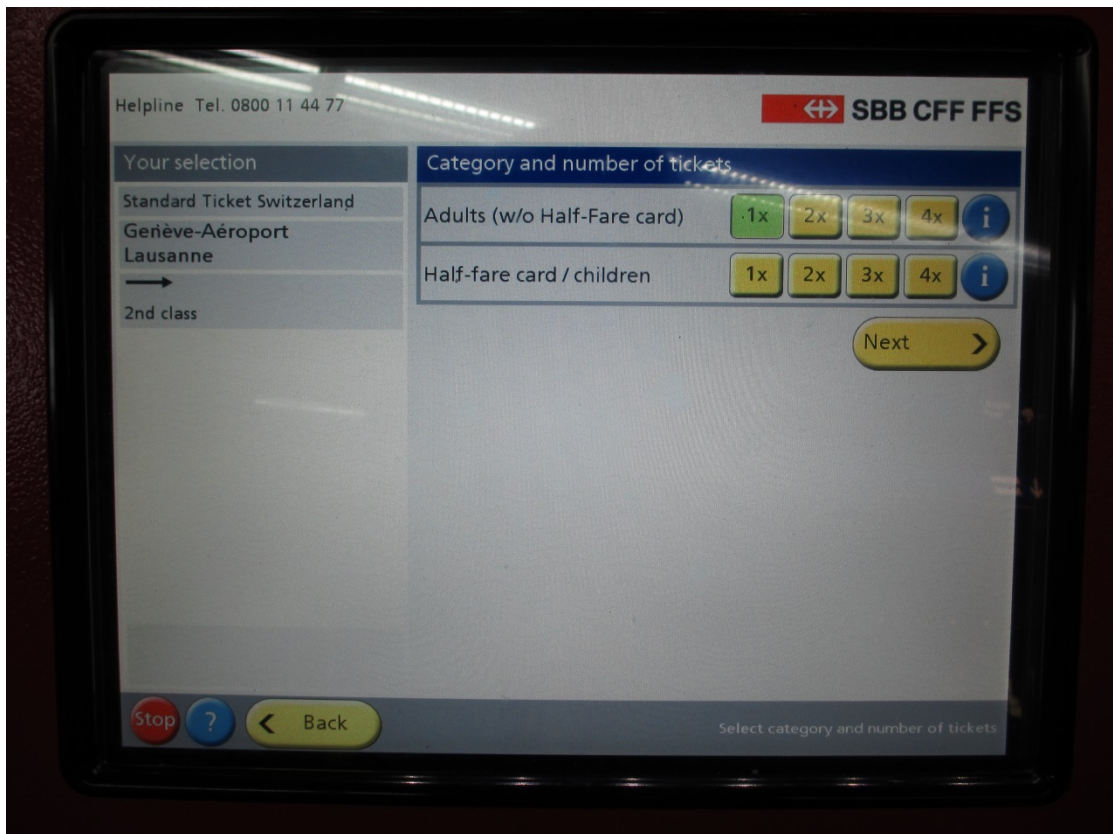 Helpline Tel. 0800 11 44 77
SBB CFF FFS
Your selection
Standard Ticket Switzerland
Genève-Aéroport
Lausanne
2nd class
Category and number of tickets
Adults (w/o Half-Fare card) 1x 2x 3x 4x i
Half-fare card / children 1x 2x 3x 4x i
Next
Stop ? Back
Select category and number of tickets